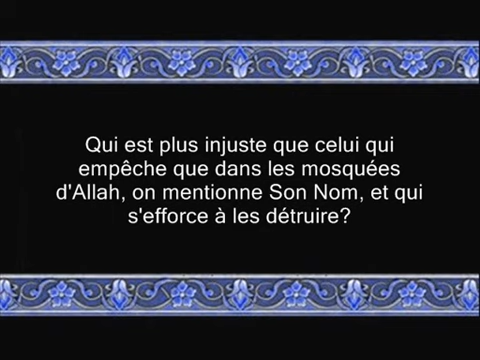 Qui est plus injuste que celui qui
empêche que dans les mosquées
d'Allah, on mentionne Son Nom, et qui
s'efforce à les détruire?